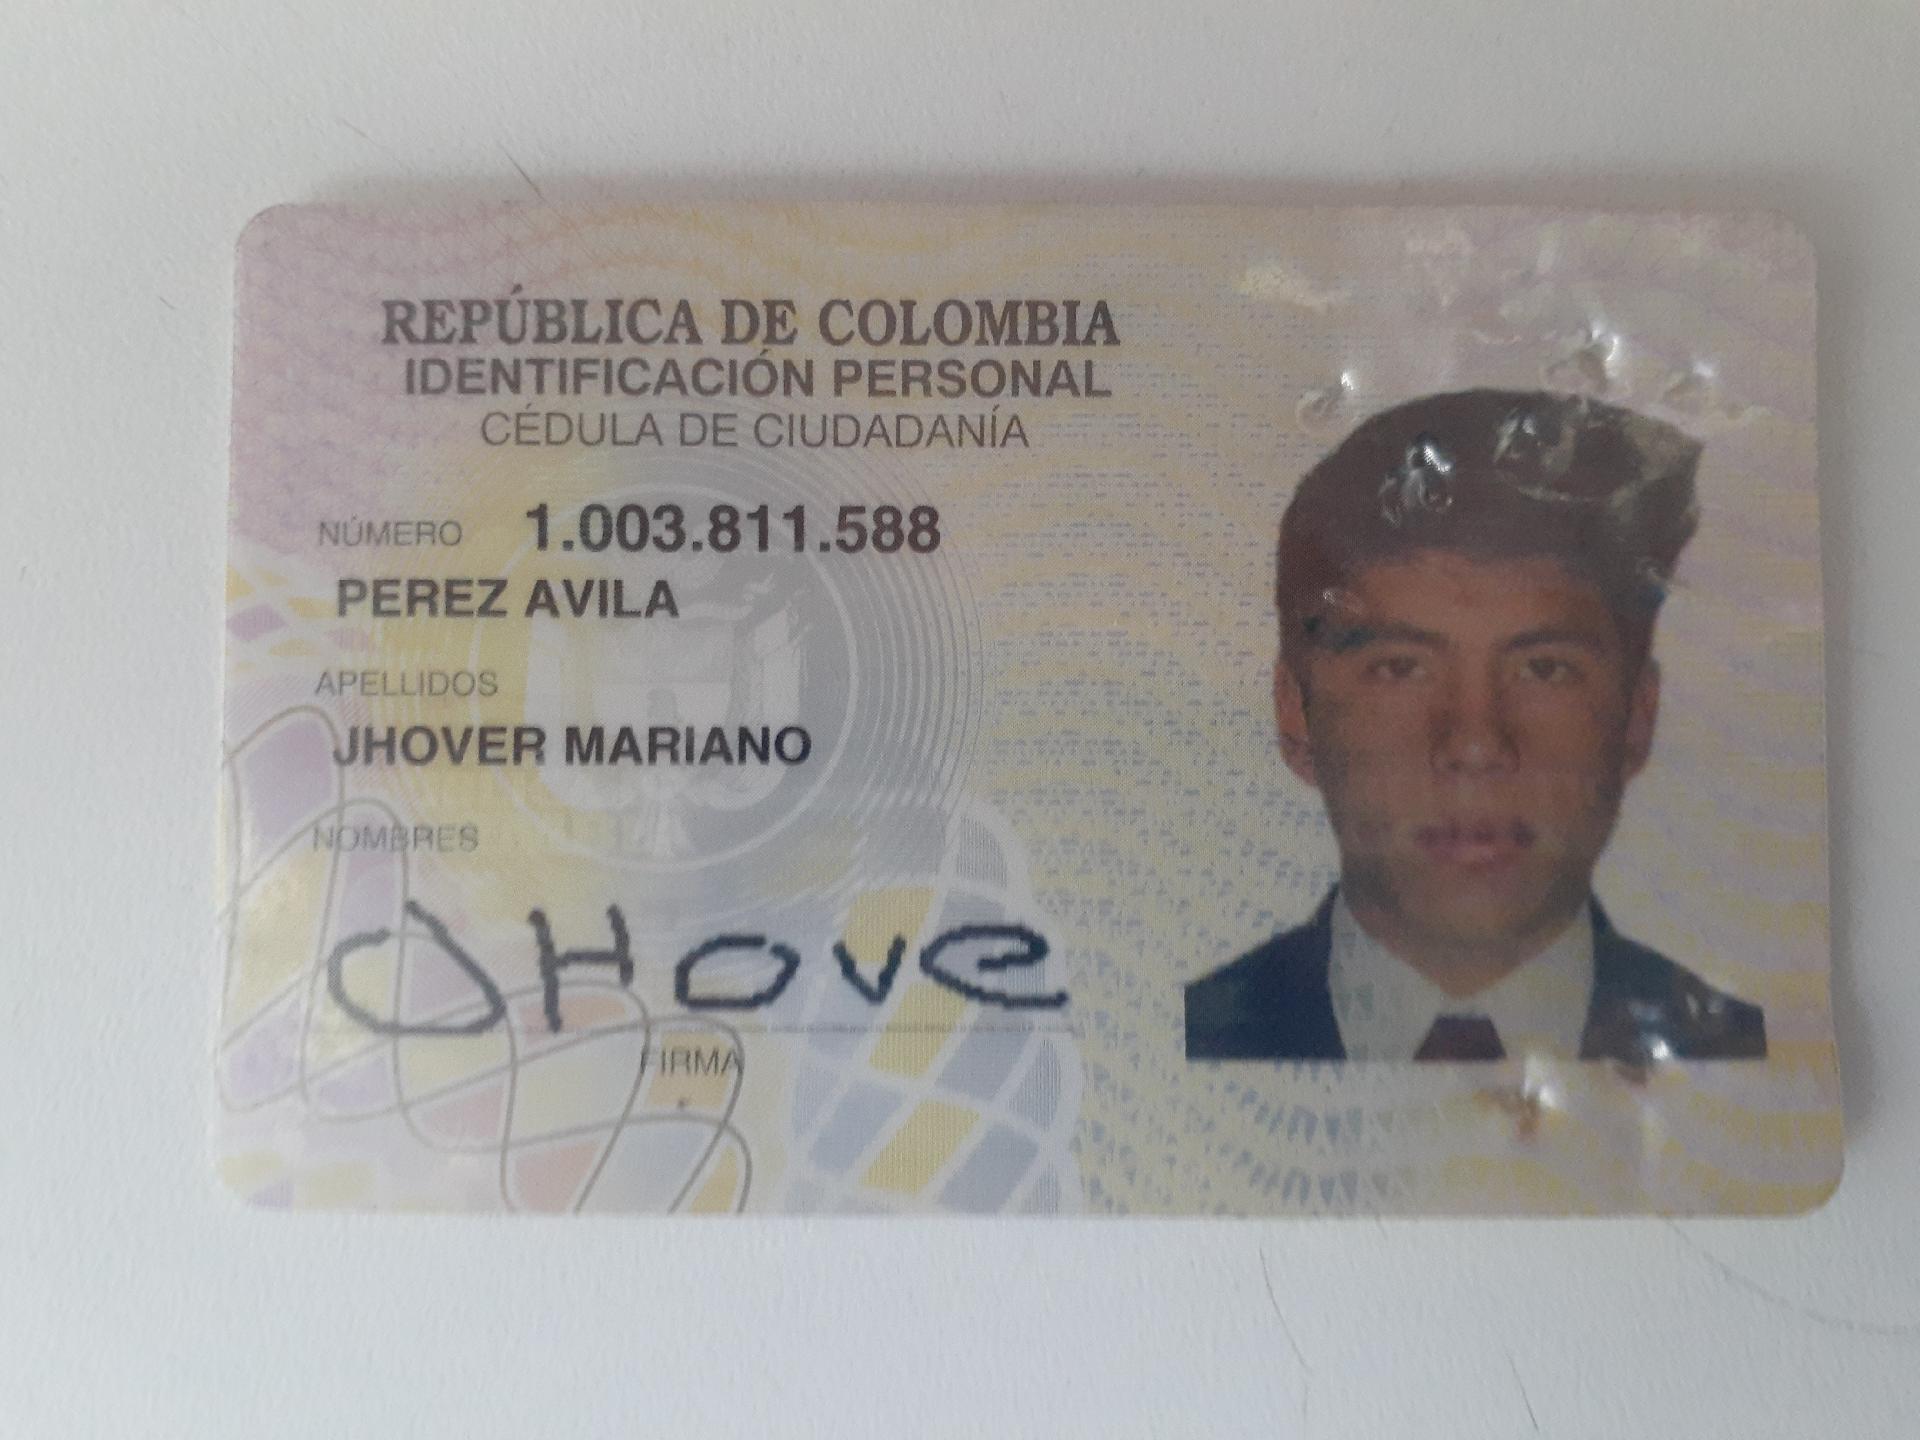 REPÚBLICA DE COLOMBIA
IDENTIFICACIÓN PERSONAL
CÉDULA DE CIUDADANÍA
NÚMERO 1.003.811.588
PEREZ AVILA
APELLIDOS
JHOVER MARIANO
NOMBRES
JHove
FIRMA